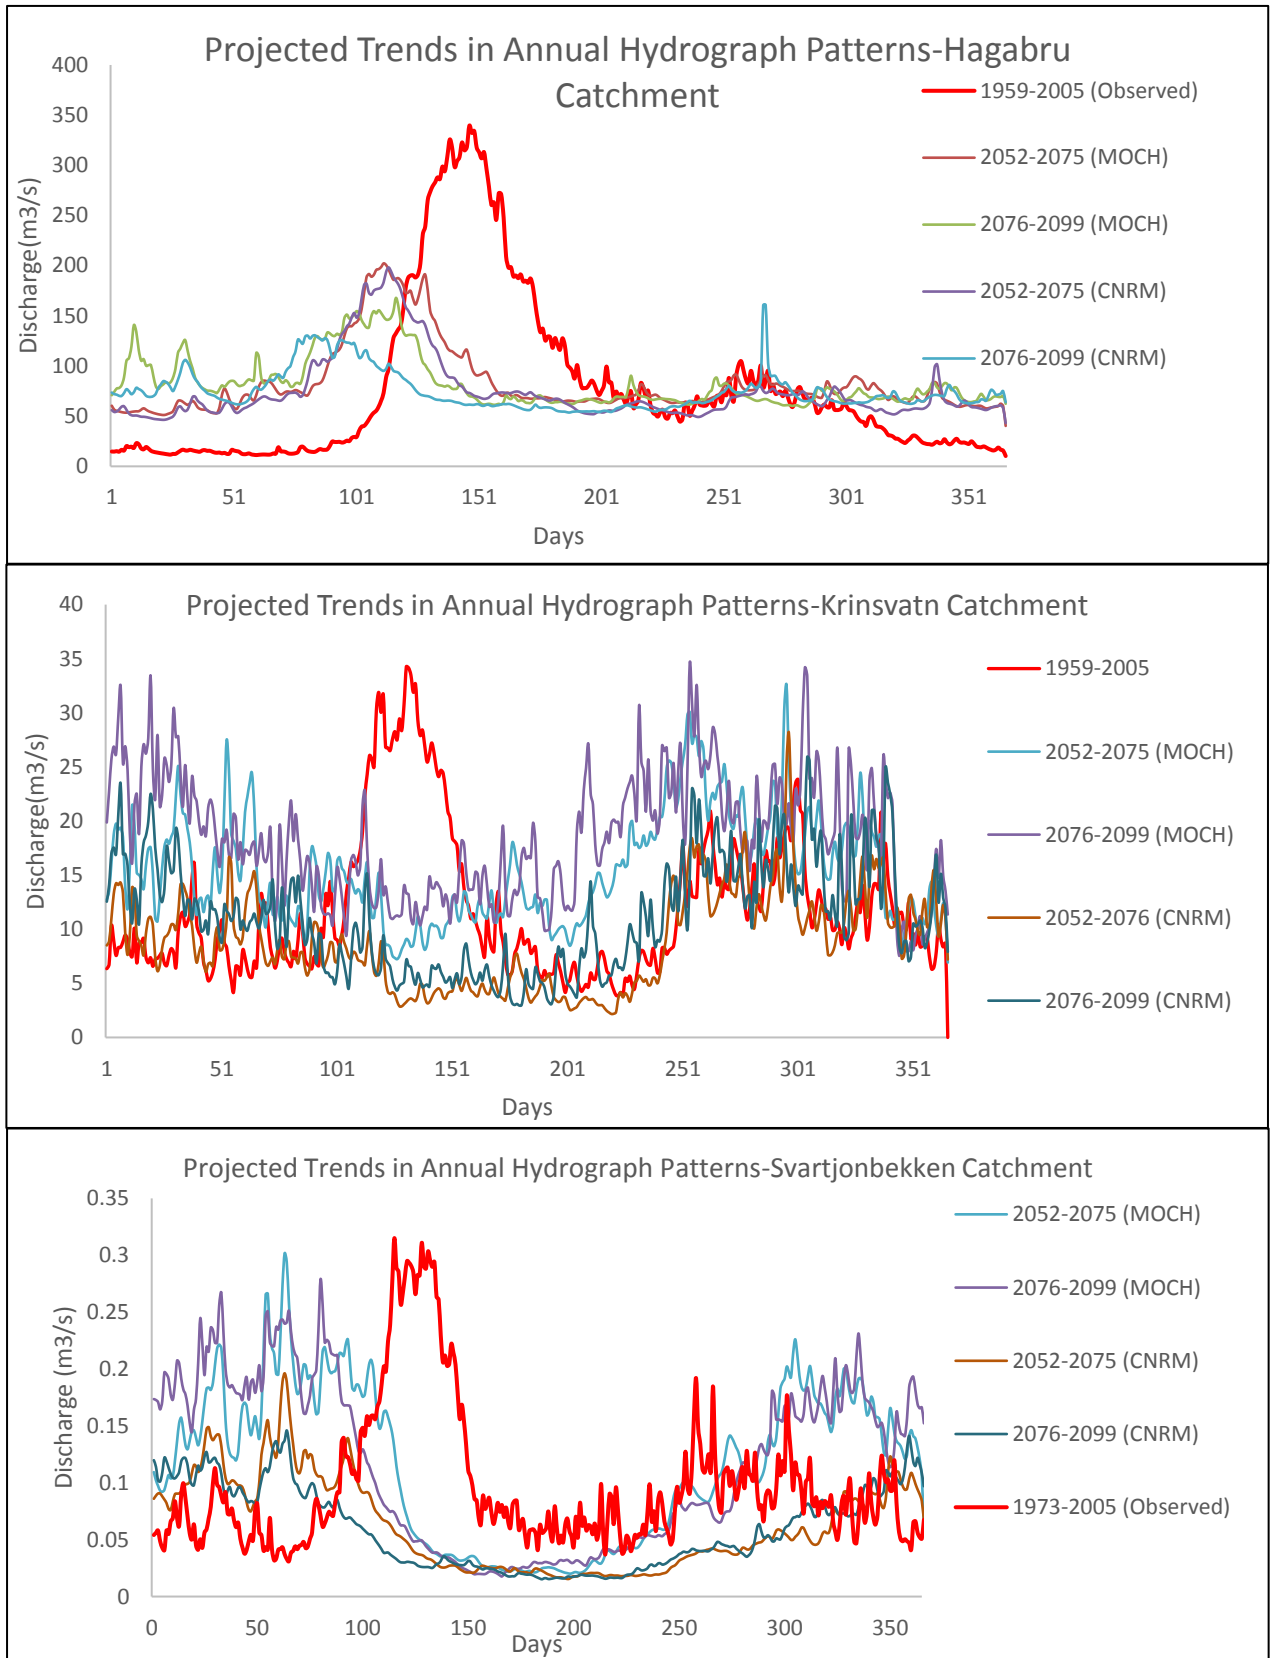 Projected Trends in Annual Hydrograph Patterns-Hagabru
Catchment
400
350
300
250
200
150
100
50
0
Discharge(m3/s)
1 51 101 151 201 251 301 351
Days
1959-2005 (Observed)
2052-2075 (MOCH)
2076-2099 (MOCH)
2052-2075 (CNRM)
2076-2099 (CNRM)
Projected Trends in Annual Hydrograph Patterns-Krinsvatn Catchment
40
35
30
25
20
15
10
5
0
Discharge(m3/s)
1 51 101 151 201 251 301 351
Days
1959-2005
2052-2075 (MOCH)
2076-2099 (MOCH)
2052-2076 (CNRM)
2076-2099 (CNRM)
Projected Trends in Annual Hydrograph Patterns-Svartjonbekken Catchment
0.35
0.3
0.25
0.2
0.15
0.1
0.05
0
Discharge (m3/s)
0 50 100 150 200 250 300 350
Days
2052-2075 (MOCH)
2076-2099 (MOCH)
2052-2075 (CNRM)
2076-2099 (CNRM)
1973-2005 (Observed)